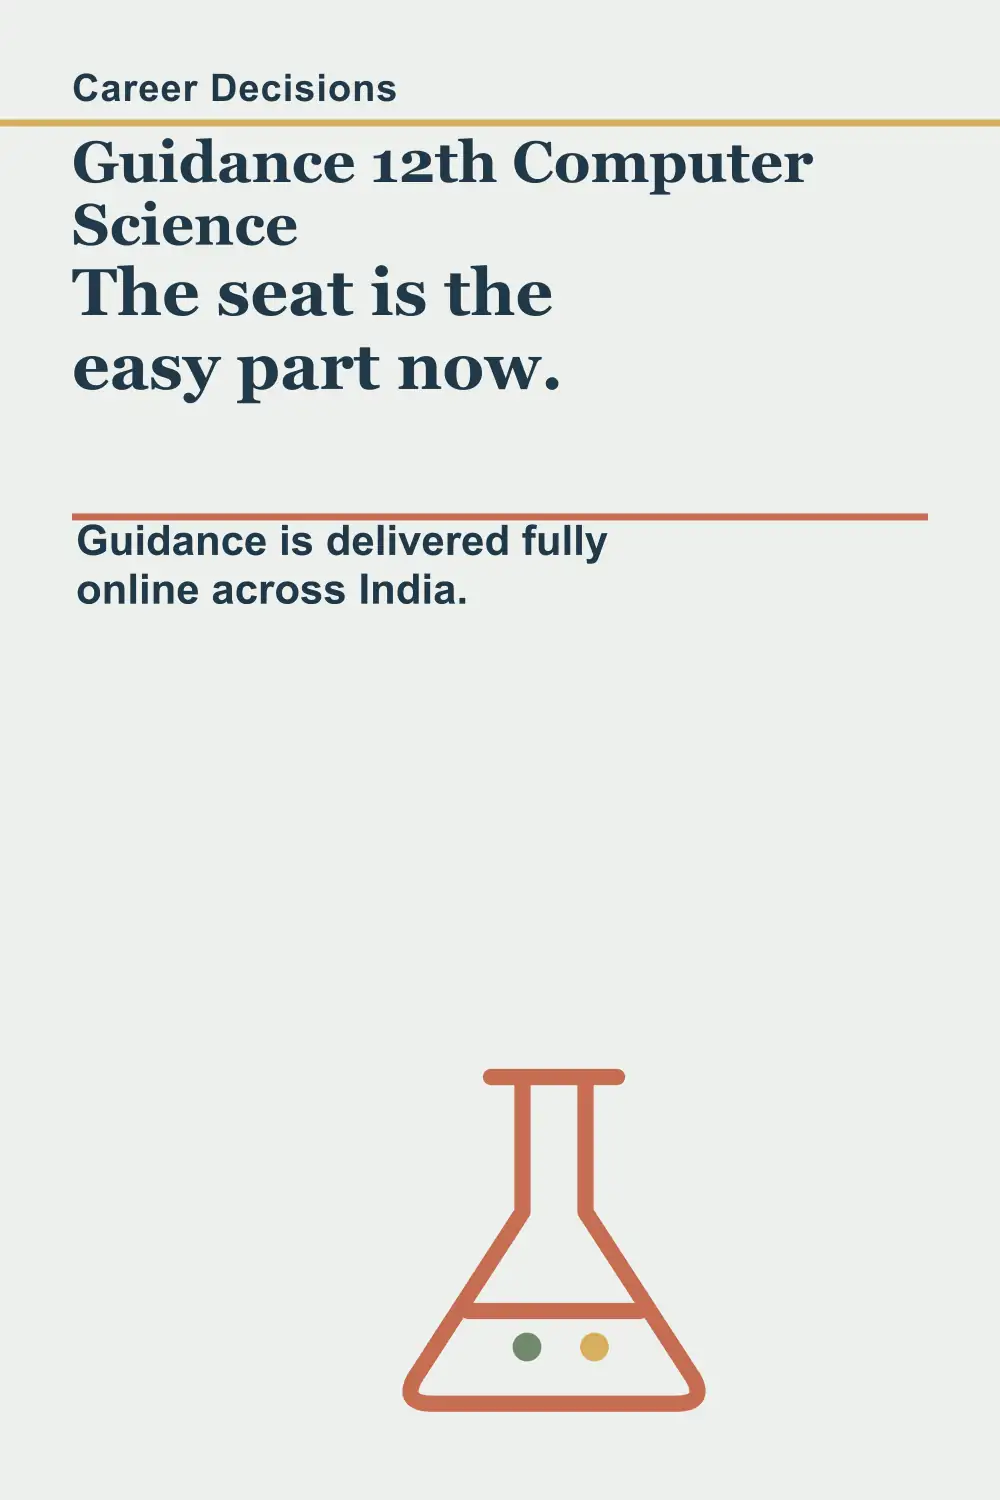 Career Decisions
Guidance 12th Computer
Science
The seat is the
easy part now.
Guidance is delivered fully
online across India.